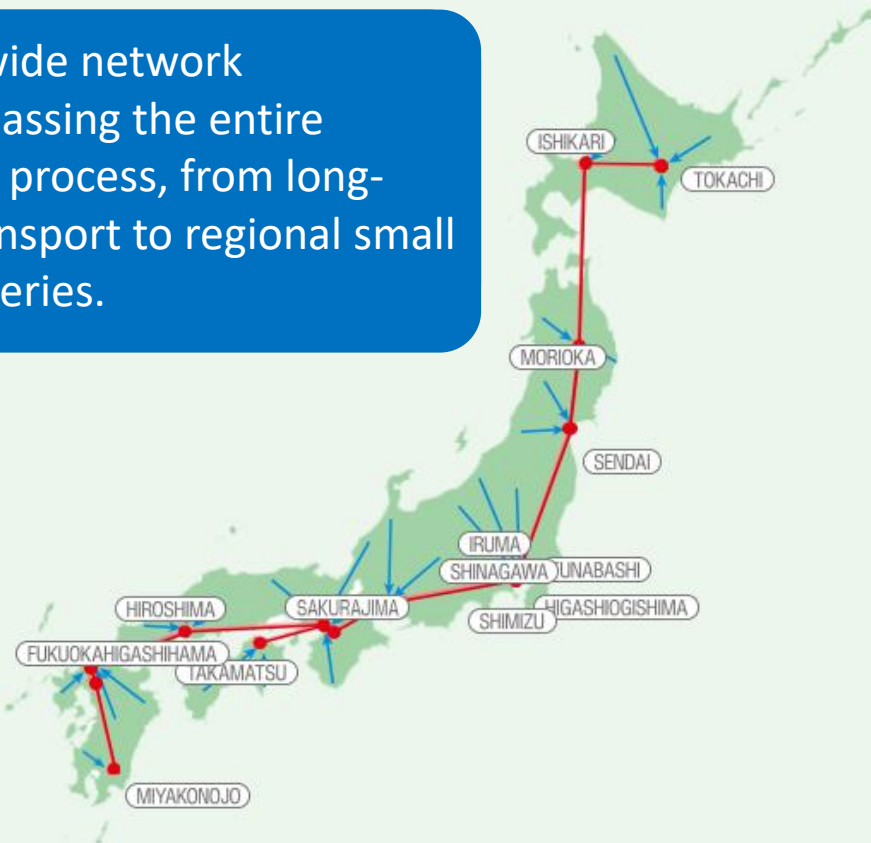 wide network
assing the entire
process, from long-
nsport to regional small
eries.
ISHIKARI
TOKACHI
MORIOKA
SENDAI
IRUMA
SHINAGAWA
UNABASHI
HIROSHIMA
SAKURAJIMA
SHIMIZU
HIGASHIOGISHIMA
FUKUOKAHIGASHIHAMA
TAKAMATSU
MIYAKONOJO